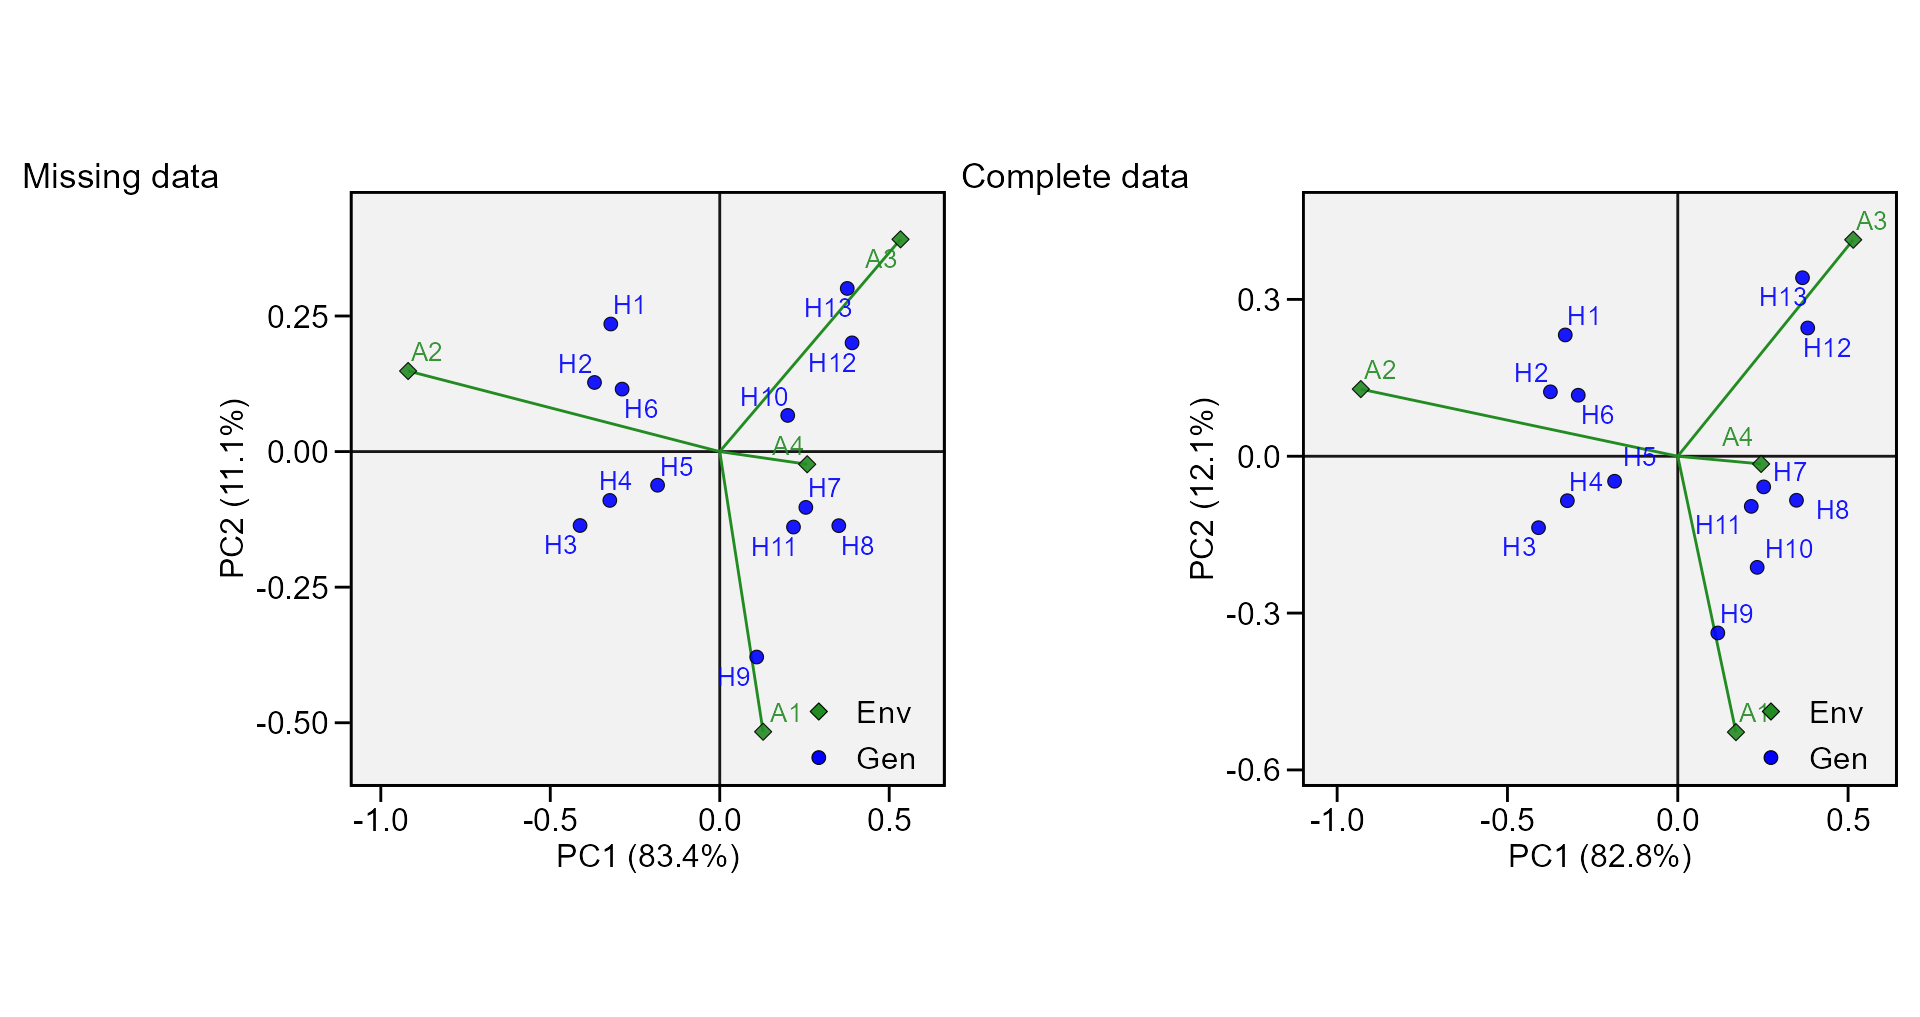 Missing data
Complete data
A3
H13
H1
H12
A2
H2
H6
H10
A4
H5
H4
H7
H3
H11
H8
H9
A1
Env
Gen
0.25
0.00
-0.25
-0.50
PC2 (11.1%)
-1.0
-0.5
0.0
0.5
PC1 (83.4%)
A3
H13
H1
H12
A2
H2
H6
A4
H5
H7
H4
H8
H11
H3
H10
H9
A1
Env
Gen
0.3
0.0
-0.3
-0.6
PC2 (12.1%)
-1.0
-0.5
0.0
0.5
PC1 (82.8%)